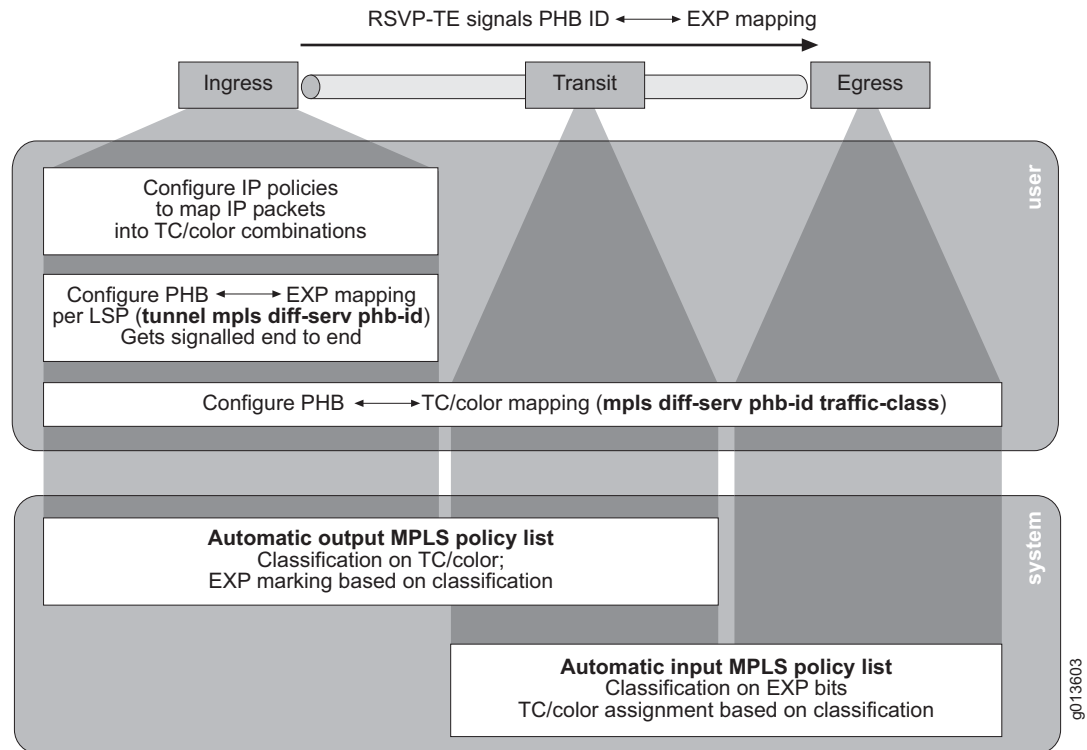 RSVP-TE signals PHB ID ←→ EXP mapping
Ingress
Transit
Egress
user
Configure IP policies
to map IP packets
into TC/color combinations
Configure PHB ←→ EXP mapping
per LSP (tunnel mpls diff-serv phb-id)
Gets signalled end to end
Configure PHB ←→ TC/color mapping (mpls diff-serv phb-id traffic-class)
system
Automatic output MPLS policy list
Classification on TC/color;
EXP marking based on classification
Automatic input MPLS policy list
Classification on EXP bits
TC/color assignment based on classification
g013603